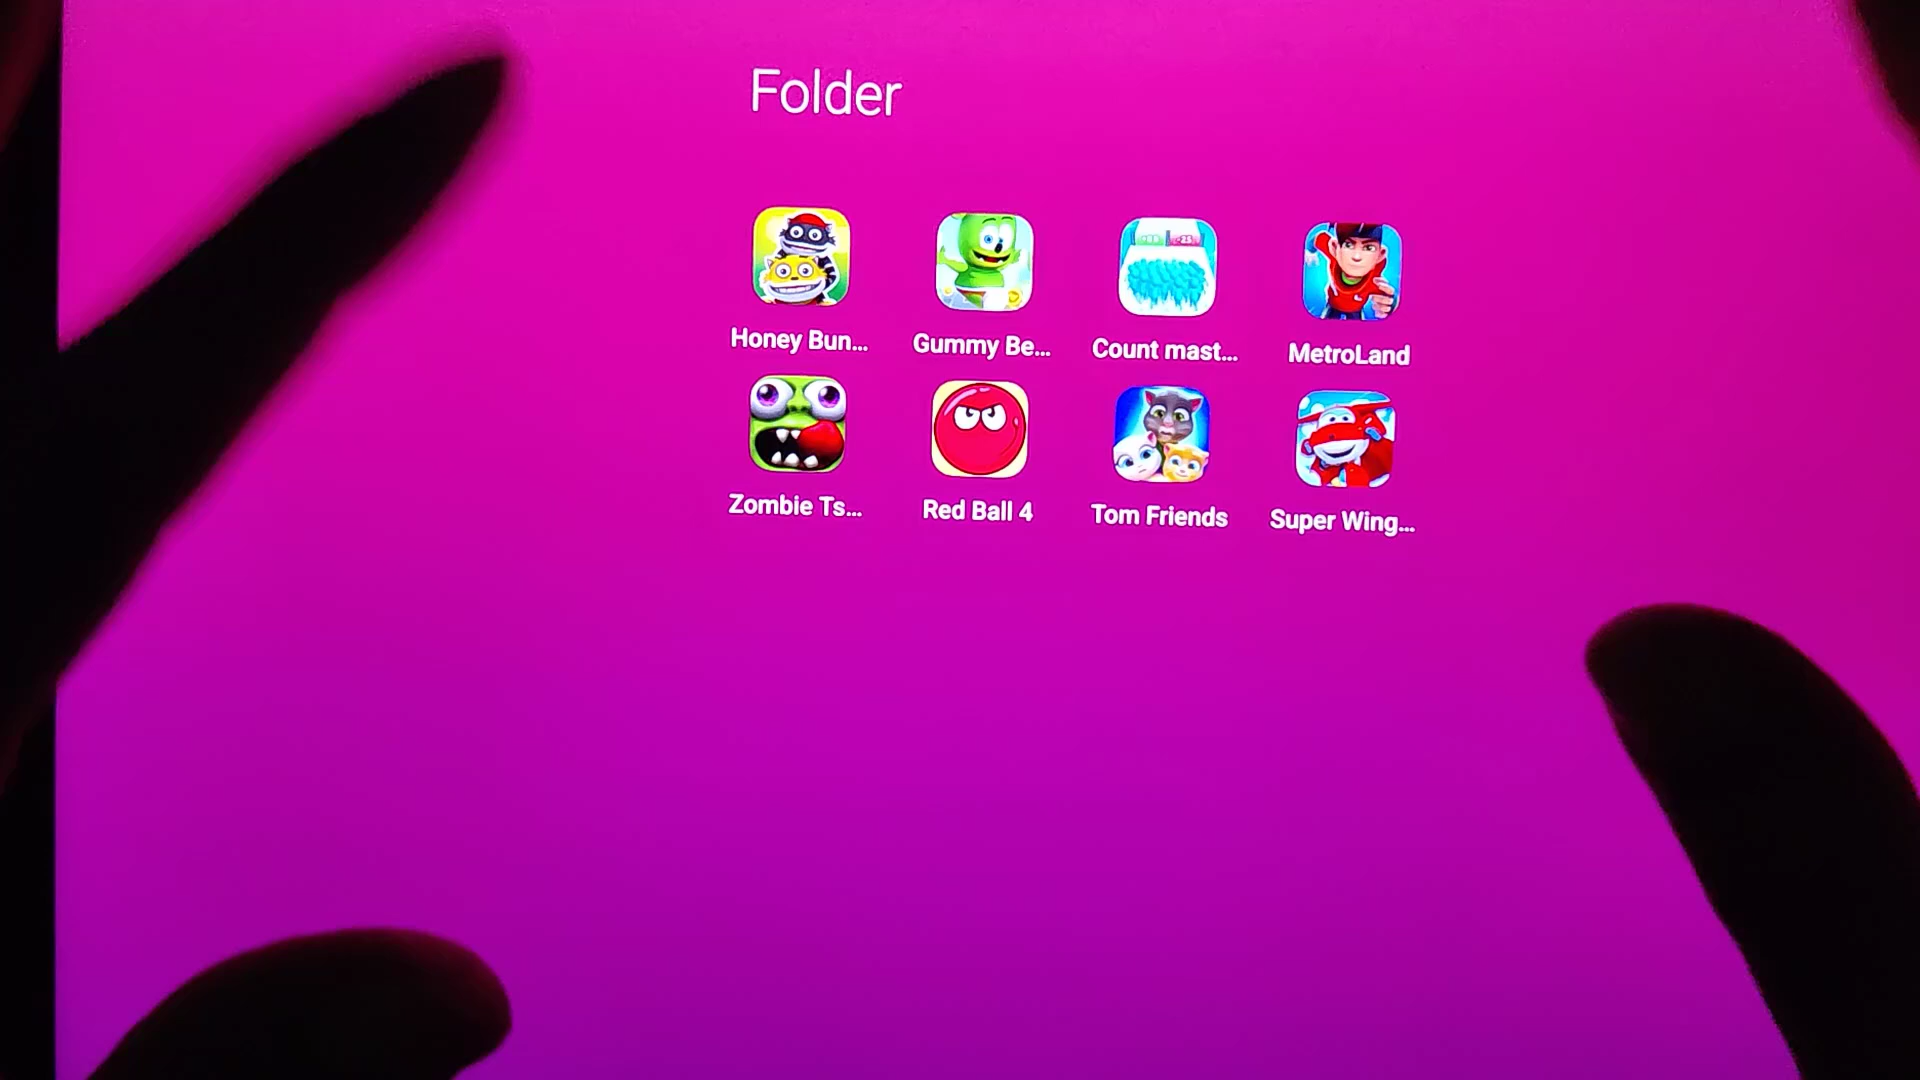 Folder
Honey Bun...
Gummy Be...
Count mast...
MetroLand
Zombie Ts...
Red Ball 4
Tom Friends
Super Wing...